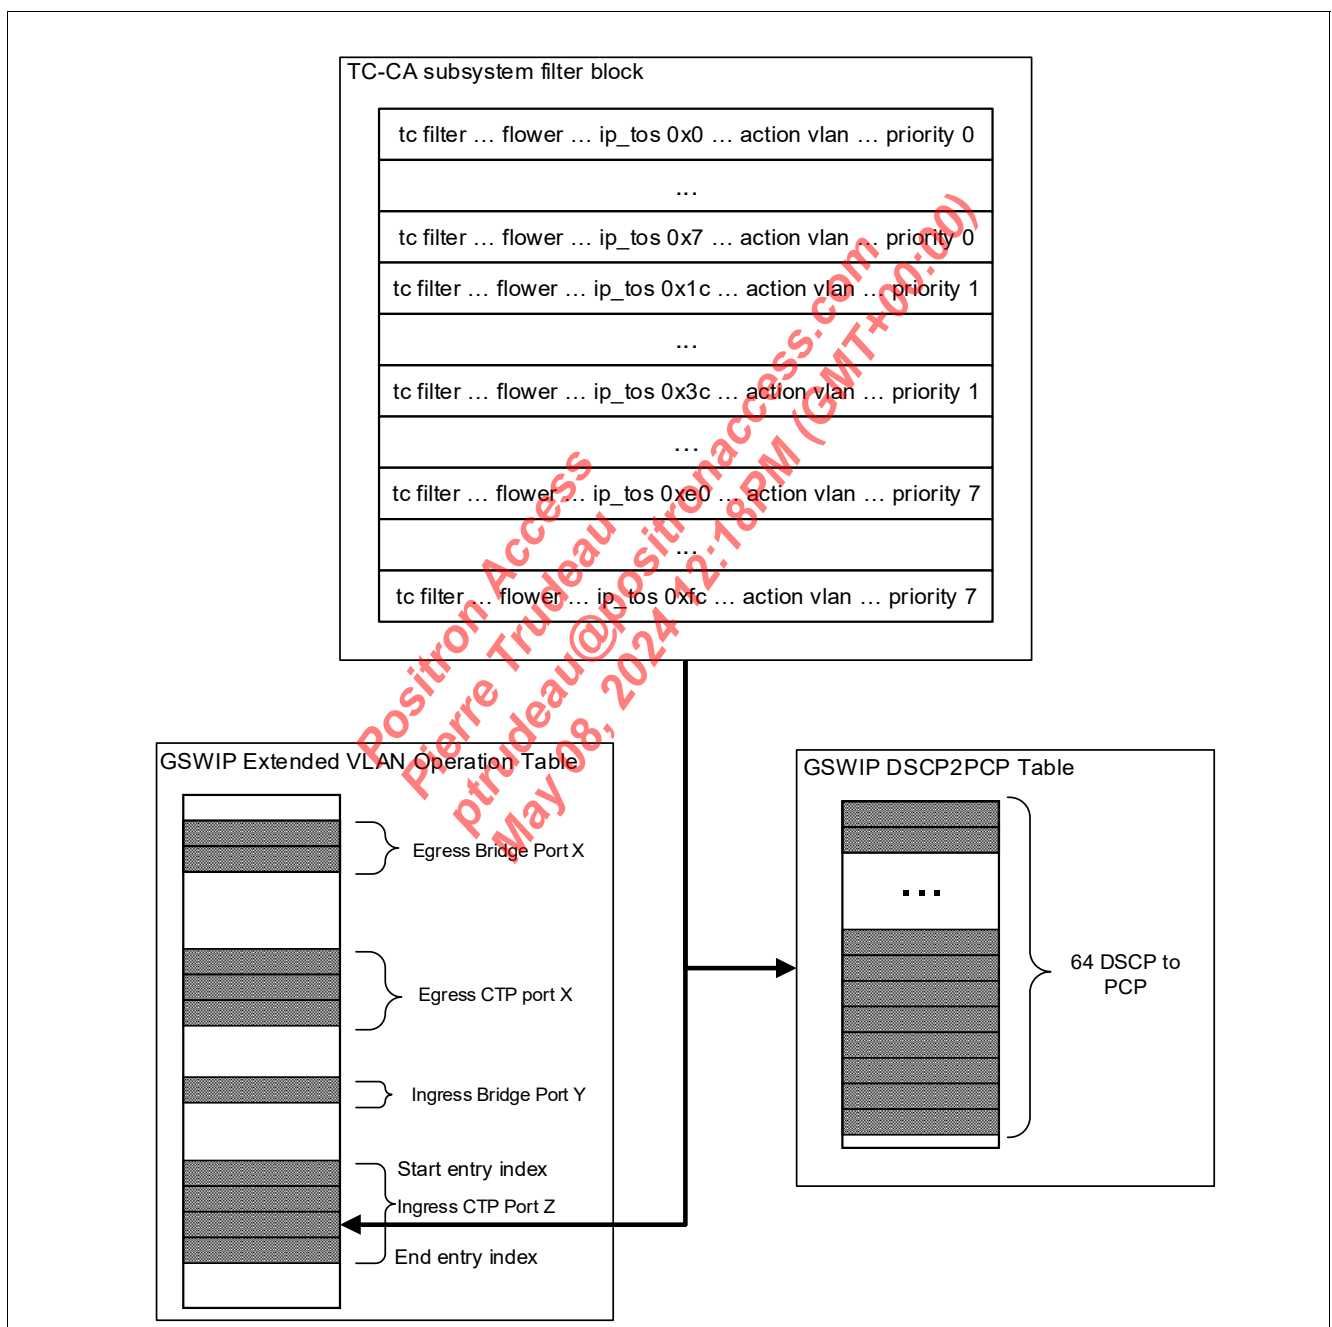 TC-CA subsystem filter block
tc filter ... flower ... ip_tos 0x0 ... action vlan ... priority 0
...
tc filter ... flower ... ip_tos 0x7 ... action vlan ... priority 0
tc filter ... flower ... ip_tos 0x1c ... action vlan ... priority 1
...
tc filter ... flower ... ip_tos 0x3c ... action vlan ... priority 1
...
tc filter ... flower ... ip_tos 0xe0 ... action vlan ... priority 7
...
tc filter ... flower ... ip_tos 0xfc ... action vlan ... priority 7
Positron Access
Pierre Trudeau
ptrudeau@positronaccess.com
May 08, 2024 12:18PM (GMT+00:00)
GSWIP Extended VLAN Operation Table
Egress Bridge Port X
Egress CTP port X
Ingress Bridge Port Y
Start entry index
Ingress CTP Port Z
End entry index
GSWIP DSCP2PCP Table
...
64 DSCP to
PCP